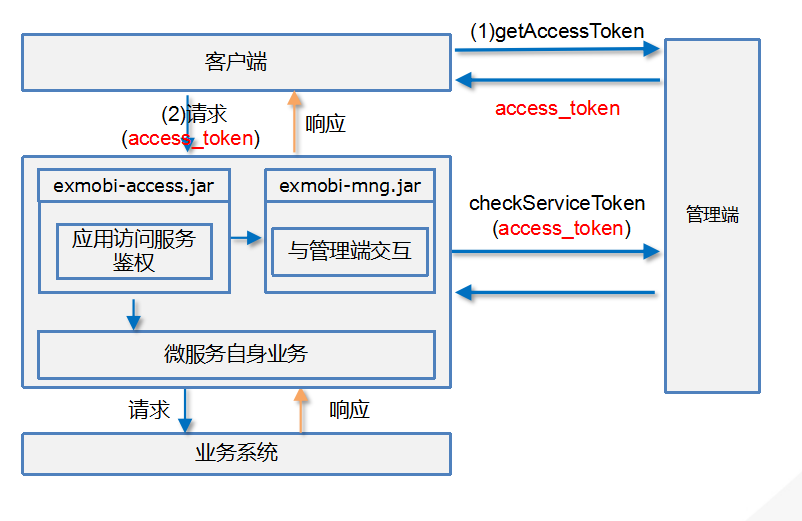 (1)getAccessToken
客户端
access_token
(2)请求
(access_token)
响应
exmobi-access.jar
exmobi-mng.jar
应用访问服务
鉴权
与管理端交互
checkServiceToken
(access_token)
管理端
微服务自身业务
请求
响应
业务系统